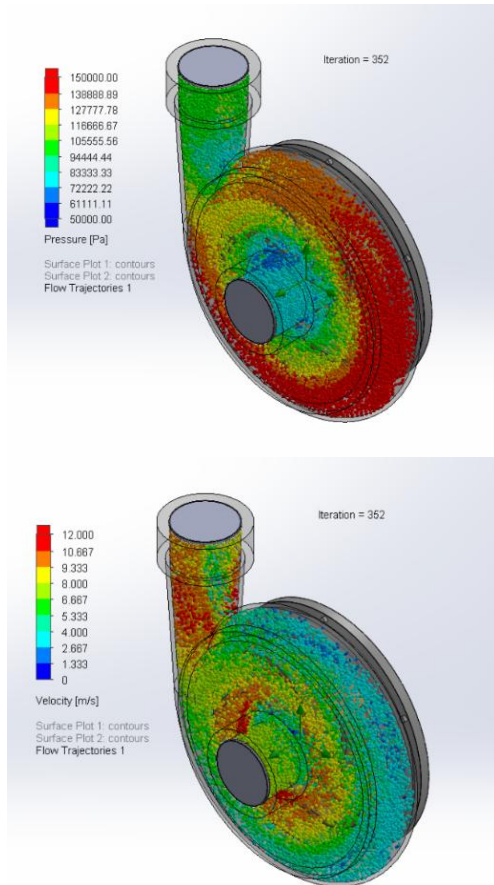 Iteration = 352
150000.00
138888.89
127777.78
116666.67
105555.56
94444.44
83333.33
72222.22
61111.11
50000.00
Pressure [Pa]
Surface Plot 1: contours
Surface Plot 2: contours
Flow Trajectories 1
Iteration = 352
12.000
10.667
9.333
8.000
6.667
5.333
4.000
2.667
1.333
0
Velocity [m/s]
Surface Plot 1: contours
Surface Plot 2: contours
Flow Trajectories 1